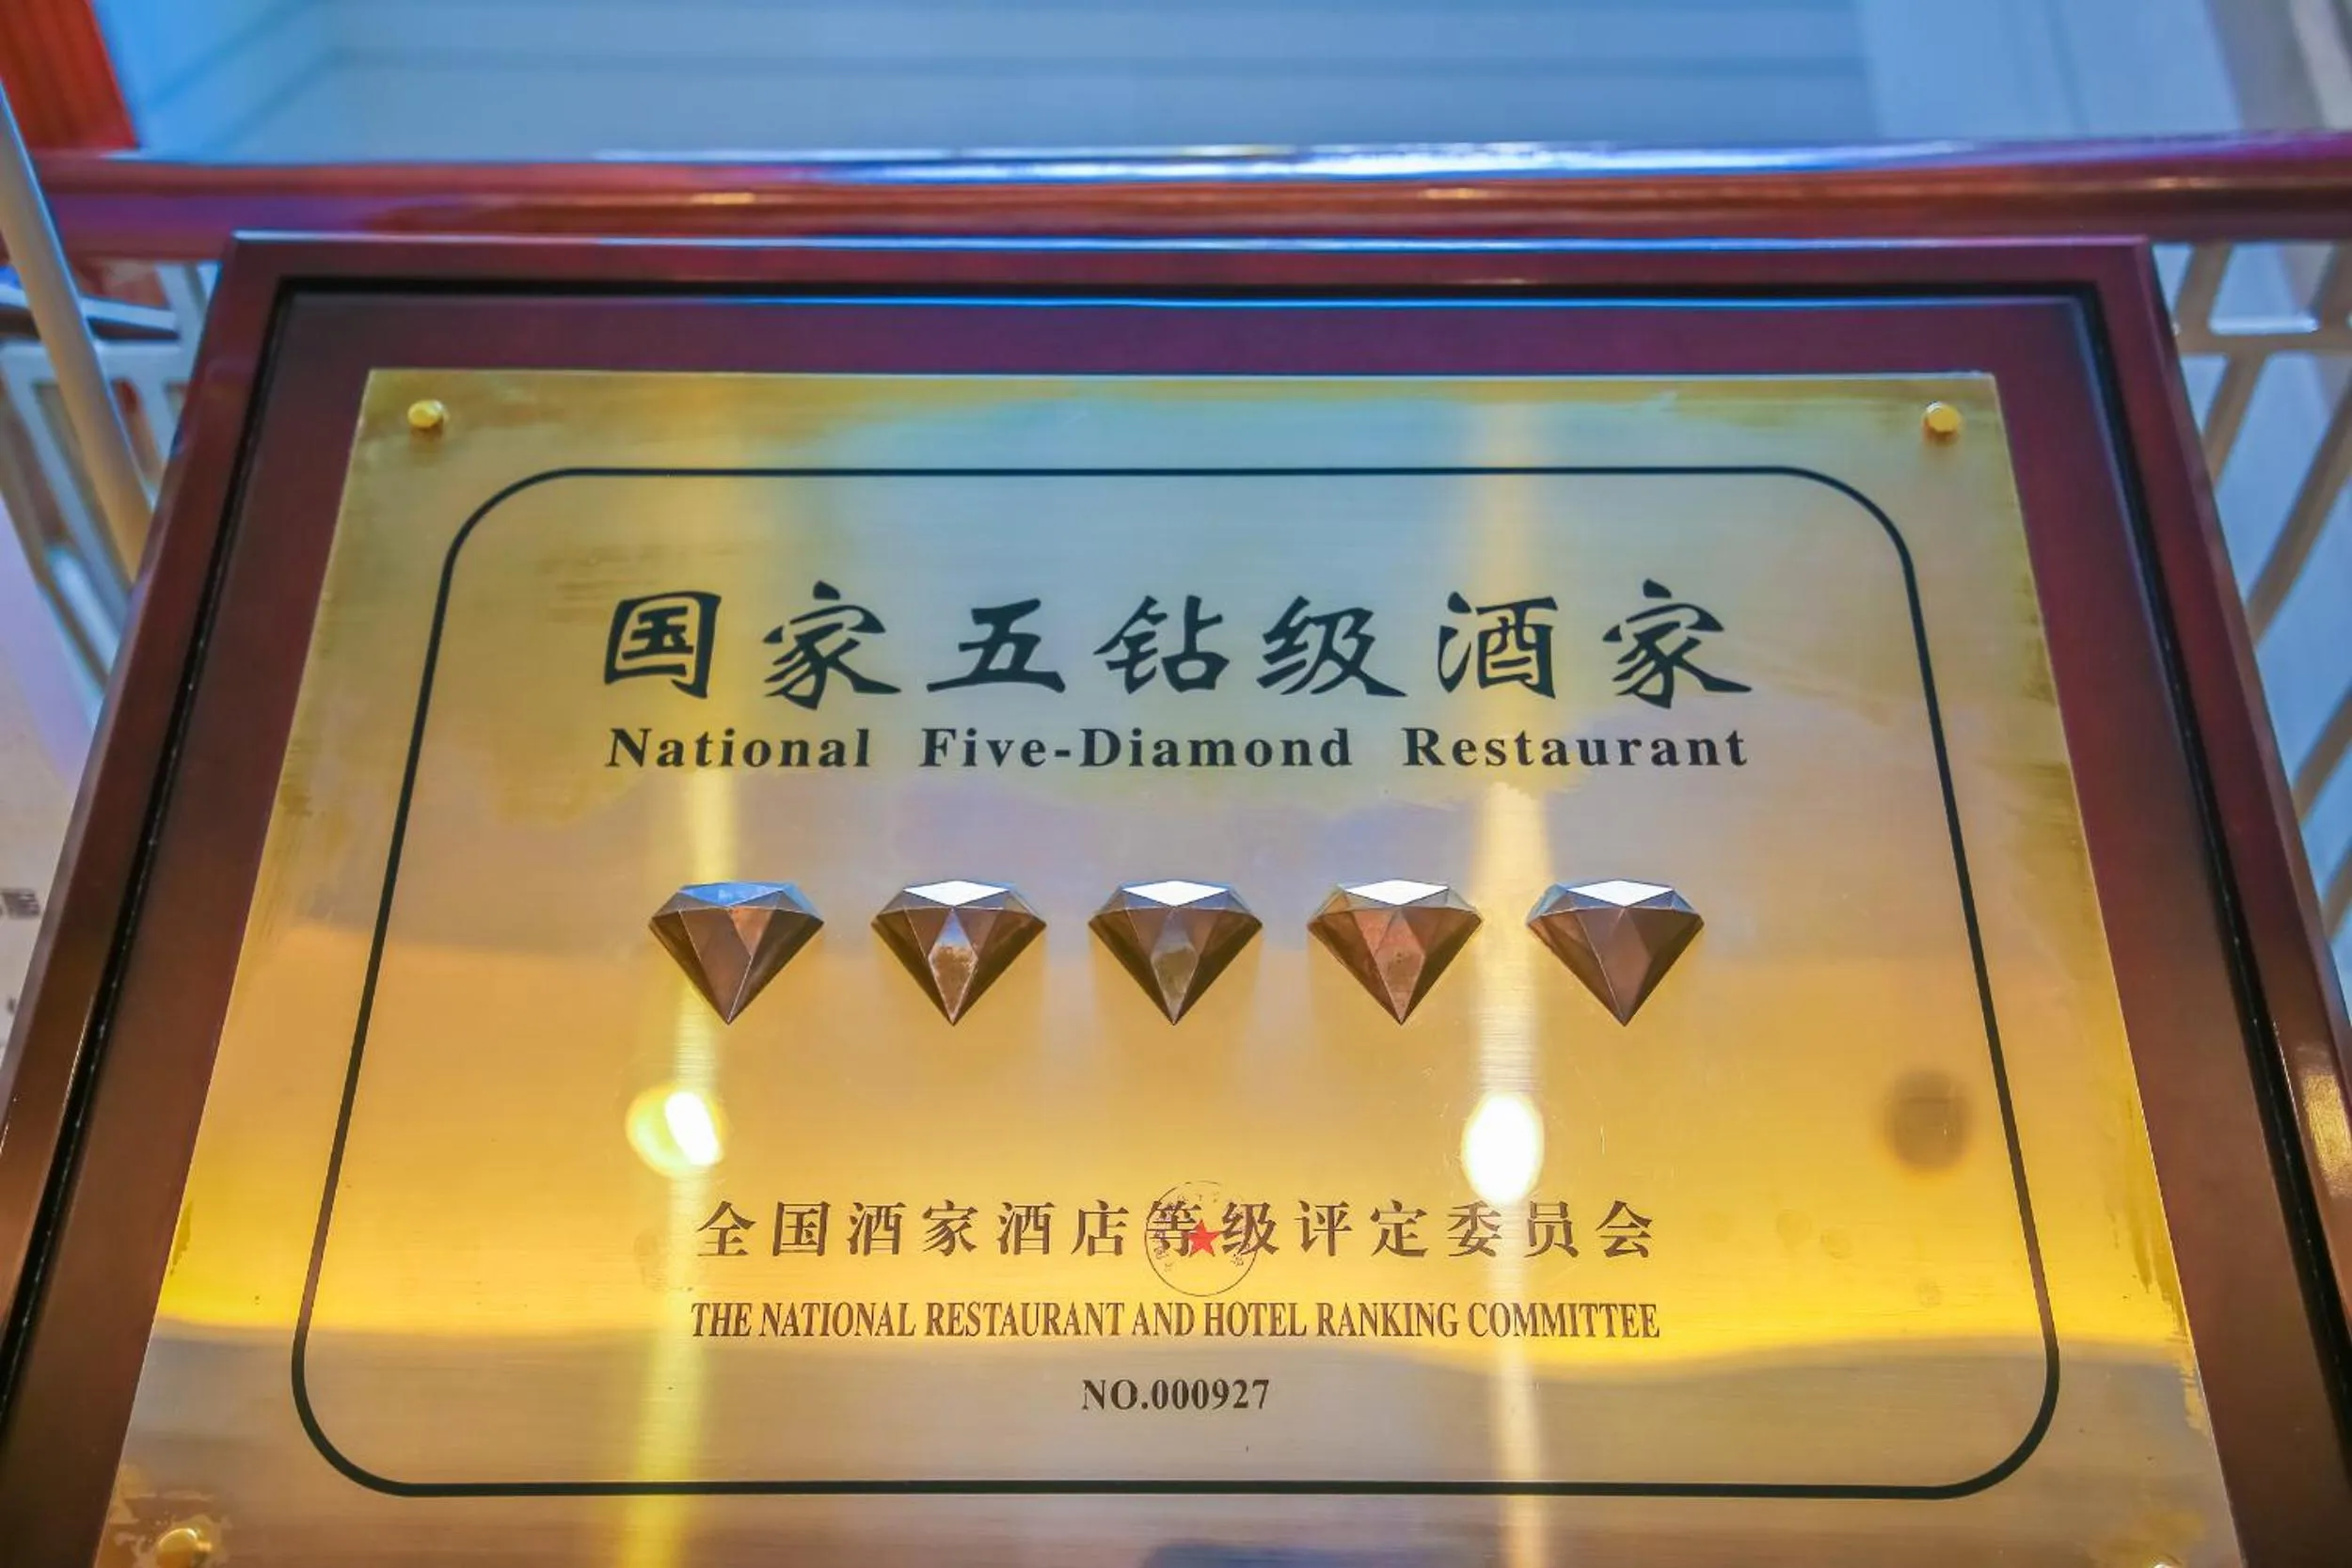 国家五钻级酒家
National Five-Diamond Restaurant
全国酒家酒店等级评定委员会
THE NATIONAL RESTAURANT AND HOTEL RANKING COMMITTEE
NO.000927